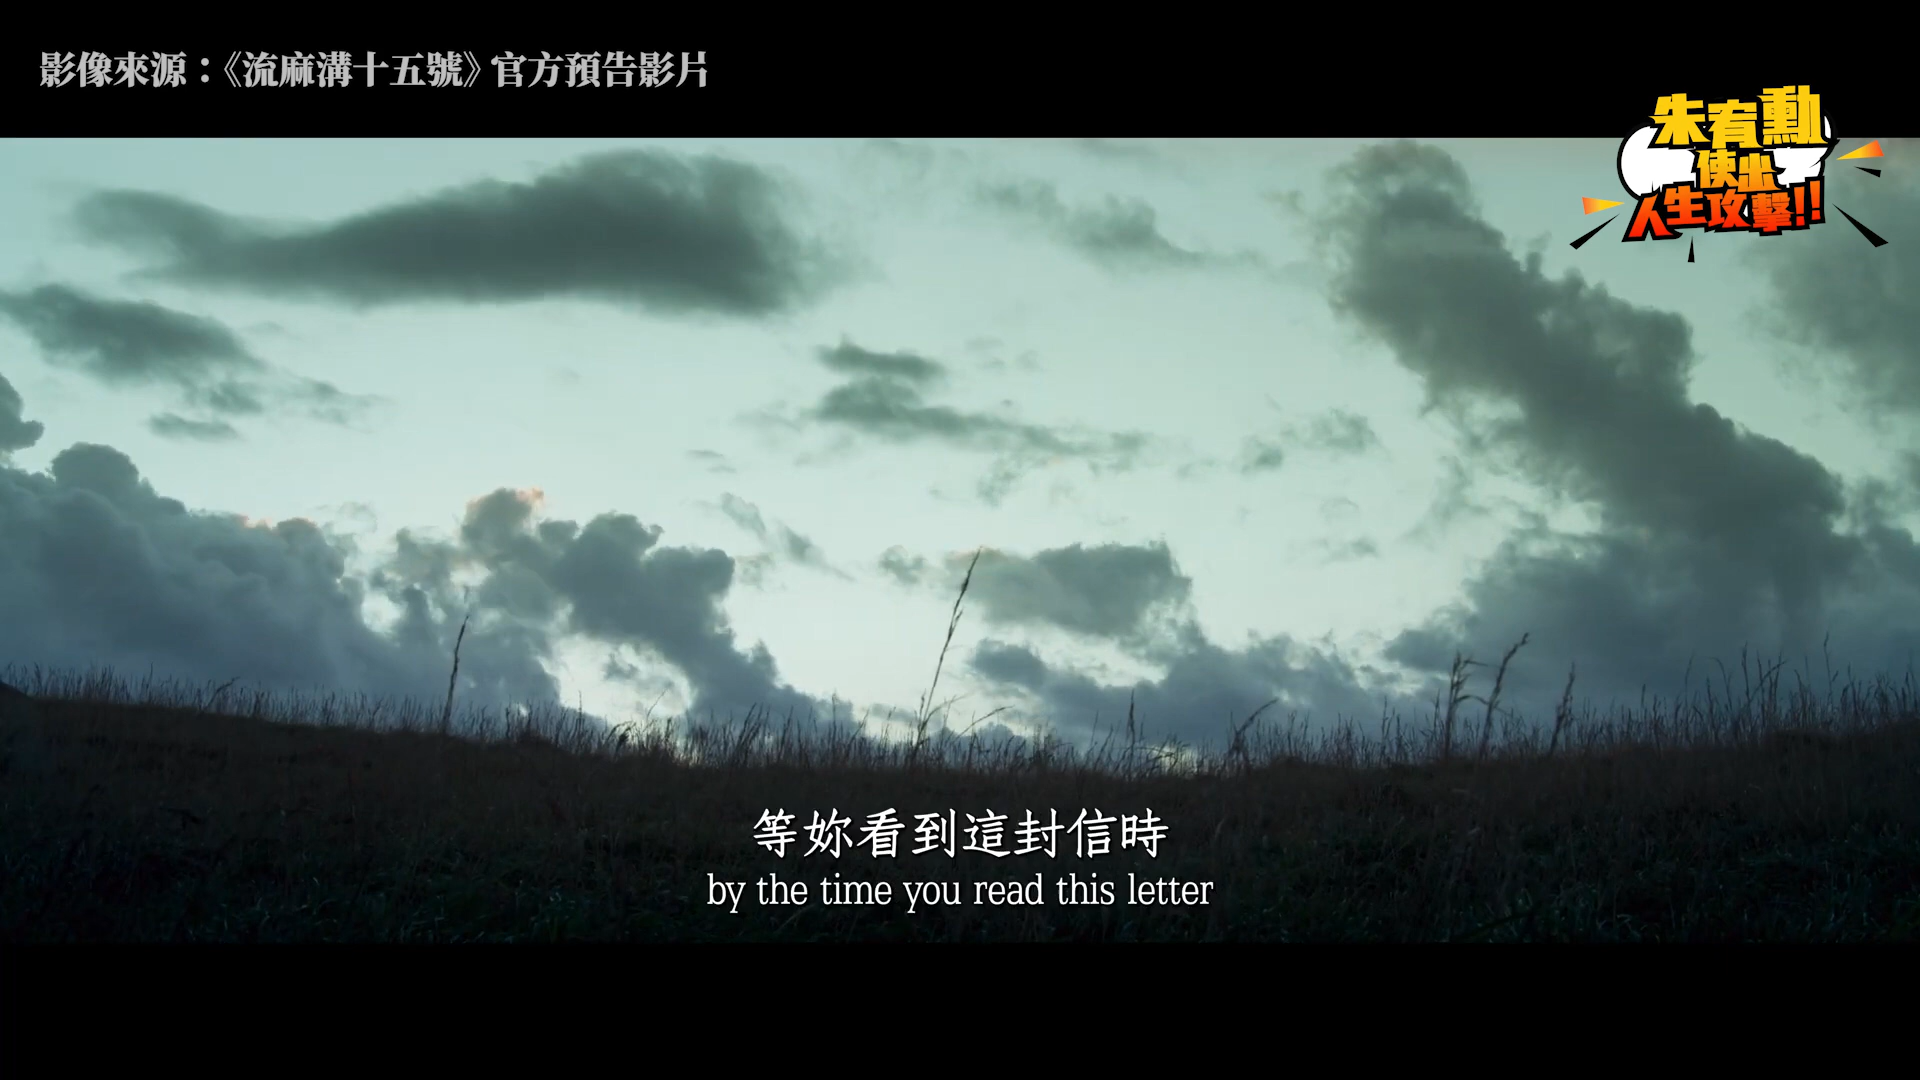 影像來源：《流麻溝十五號》官方預告影片
朱宥勳
使出
人生攻擊!!
等妳看到這封信時
by the time you read this letter